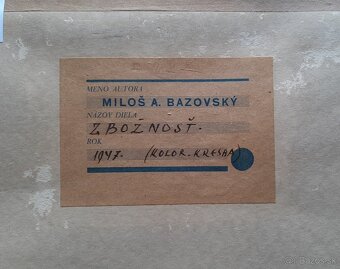 MENO AUTORA
MILOŠ A. BAZOVSKÝ
NÁZOV DIELA
ZBOŽNOSŤ.
ROK
1947. (KOLOR. KRESBA)